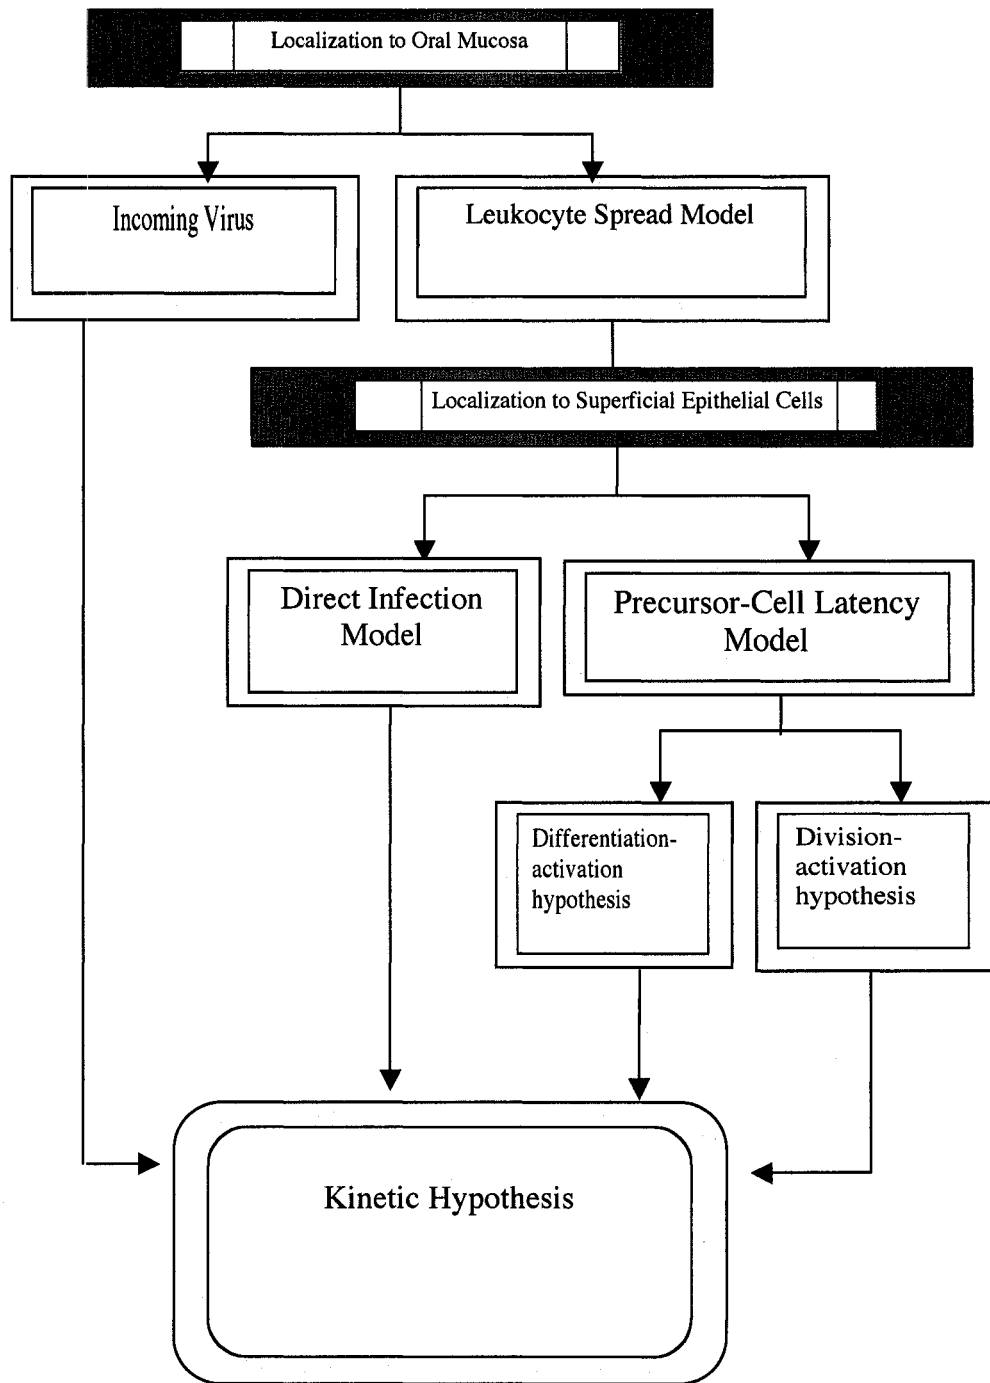 Localization to Oral Mucosa
Incoming Virus
Leukocyte Spread Model
Localization to Superficial Epithelial Cells
Direct Infection
Model
Precursor-Cell Latency
Model
Differentiation-
activation
hypothesis
Division-
activation
hypothesis
Kinetic Hypothesis